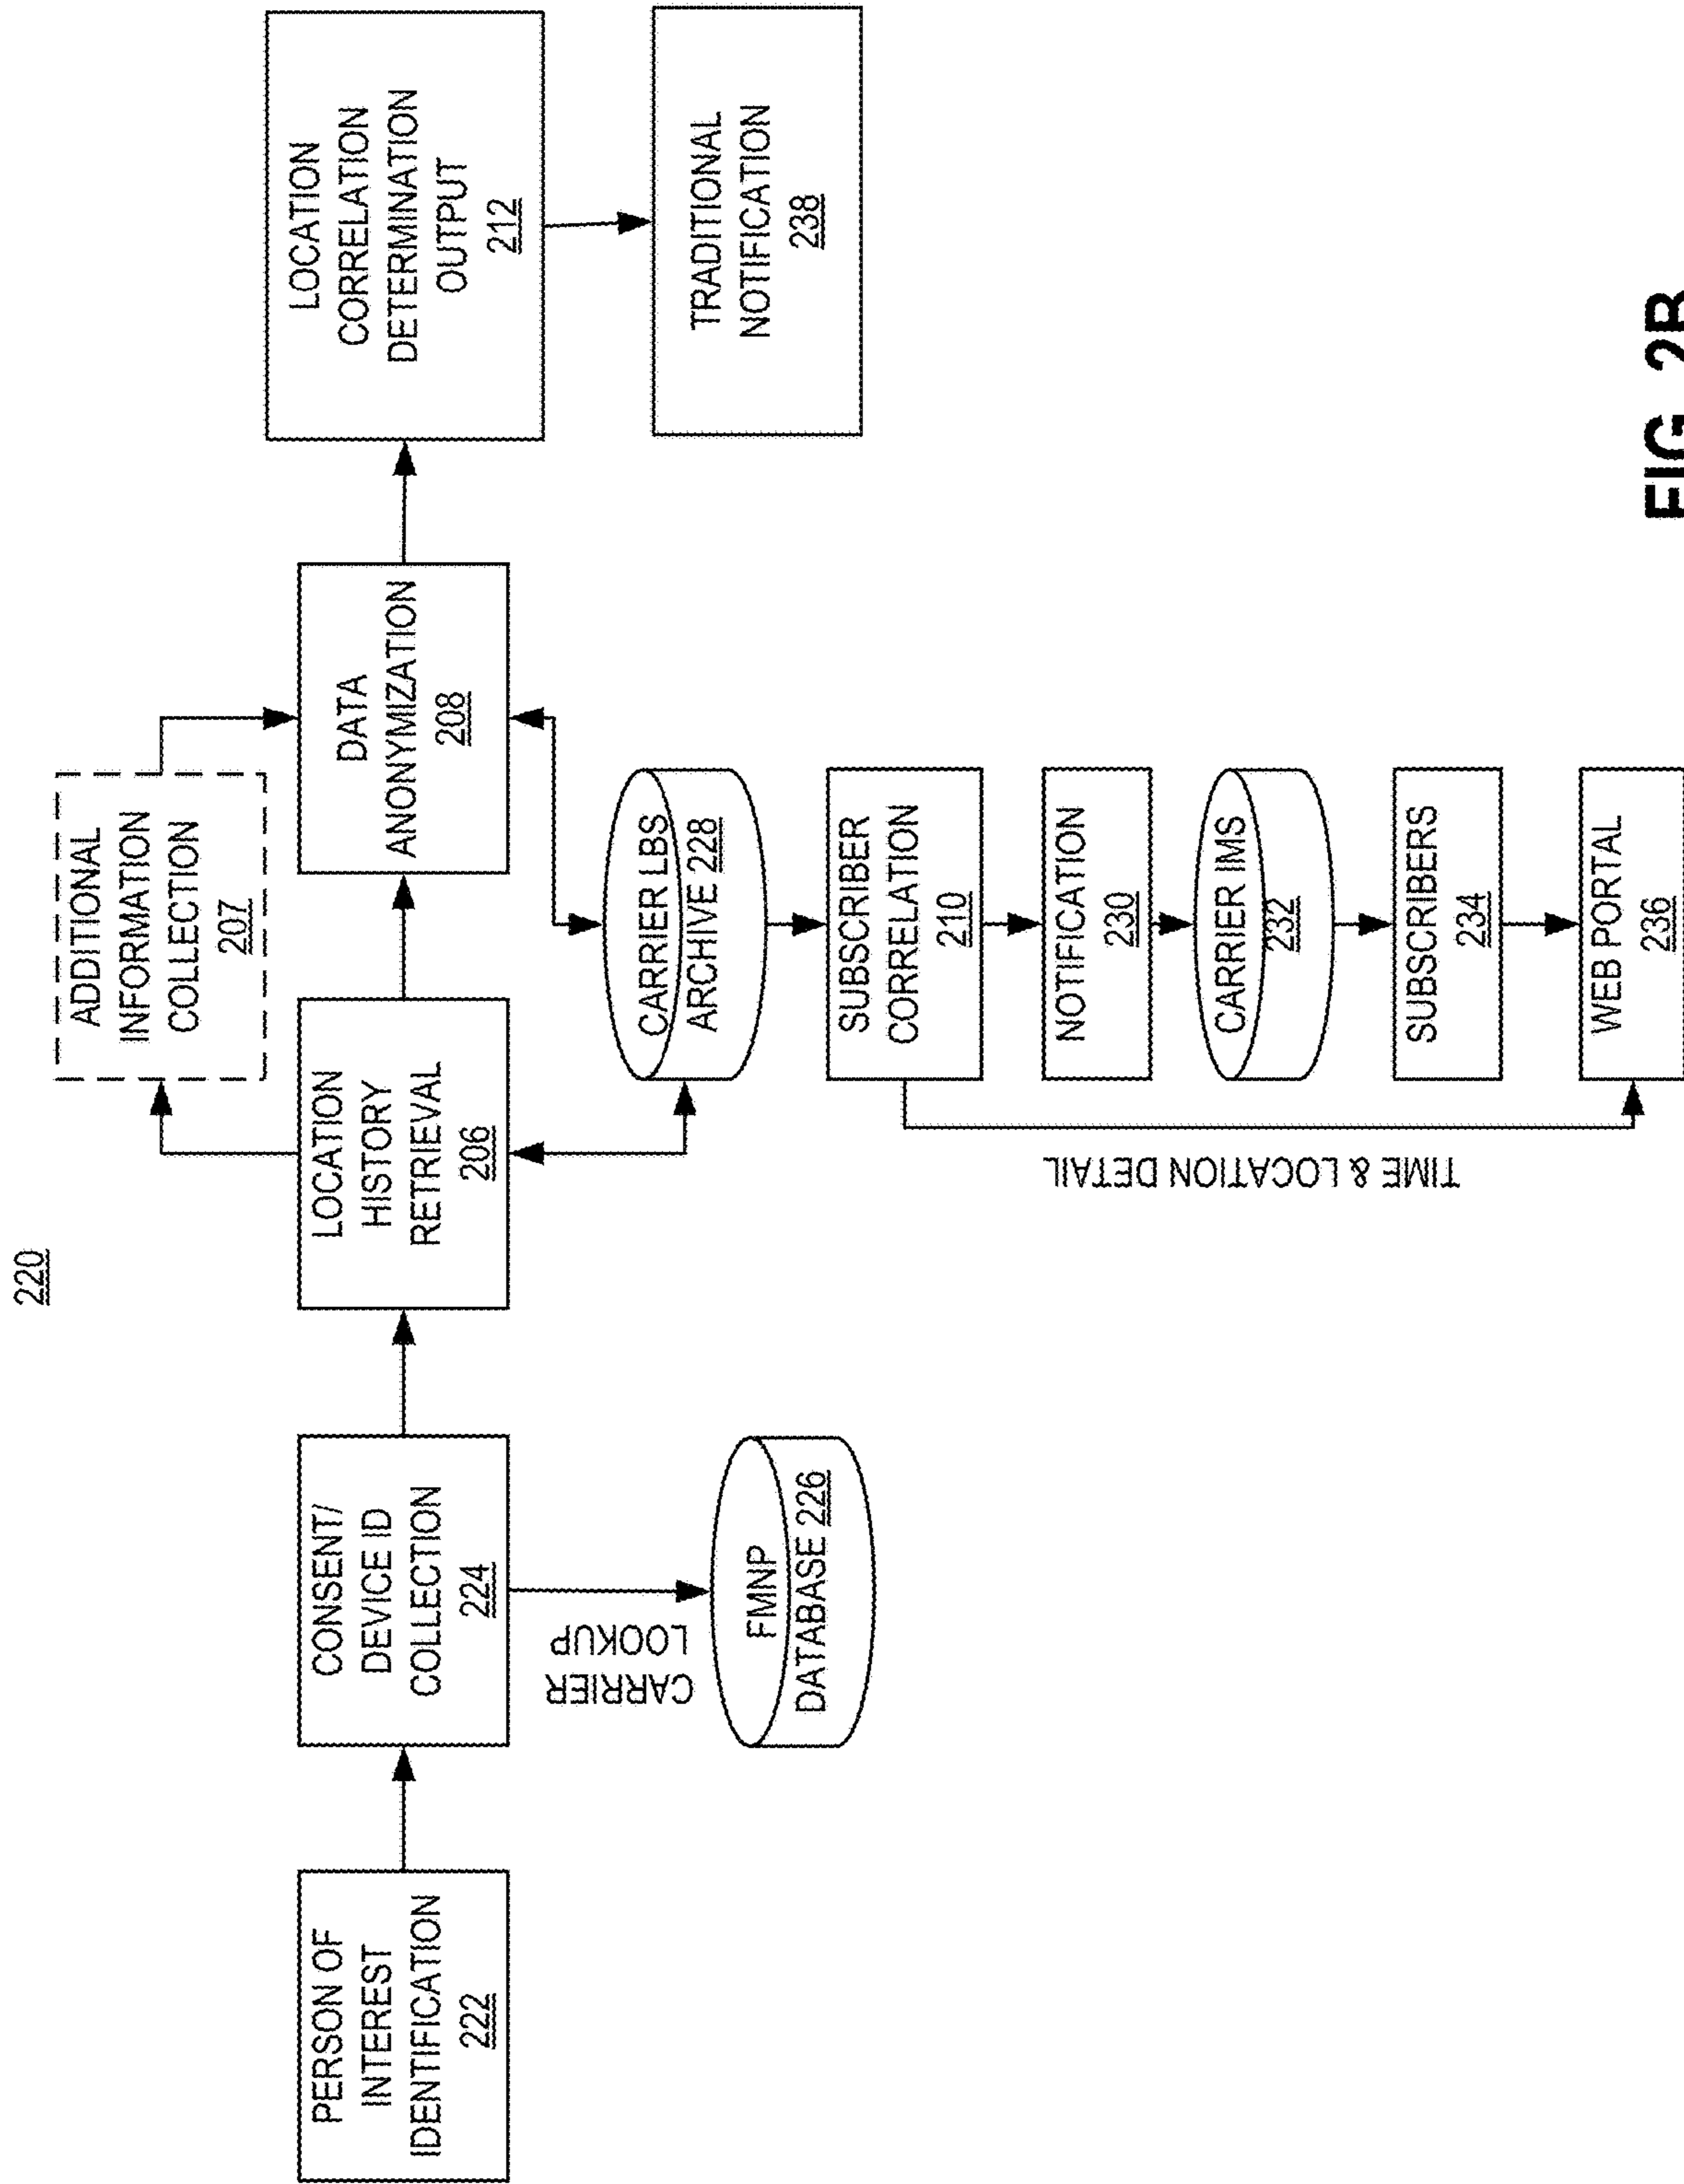 220
ADDITIONAL
INFORMATION
COLLECTION
207
PERSON OF
INTEREST
IDENTIFICATION
222
CONSENT/
DEVICE ID
COLLECTION
224
LOCATION
HISTORY
RETRIEVAL
206
DATA
ANONYMIZATION
208
LOCATION
CORRELATION
DETERMINATION
OUTPUT
212
CARRIER
LOOKUP
FMNP
DATABASE 226
CARRIER LBS
ARCHIVE 228
TRADITIONAL
NOTIFICATION
238
SUBSCRIBER
CORRELATION
210
NOTIFICATION
230
CARRIER IMS
232
SUBSCRIBERS
234
WEB PORTAL
236
TIME & LOCATION DETAIL
FIG. 2B